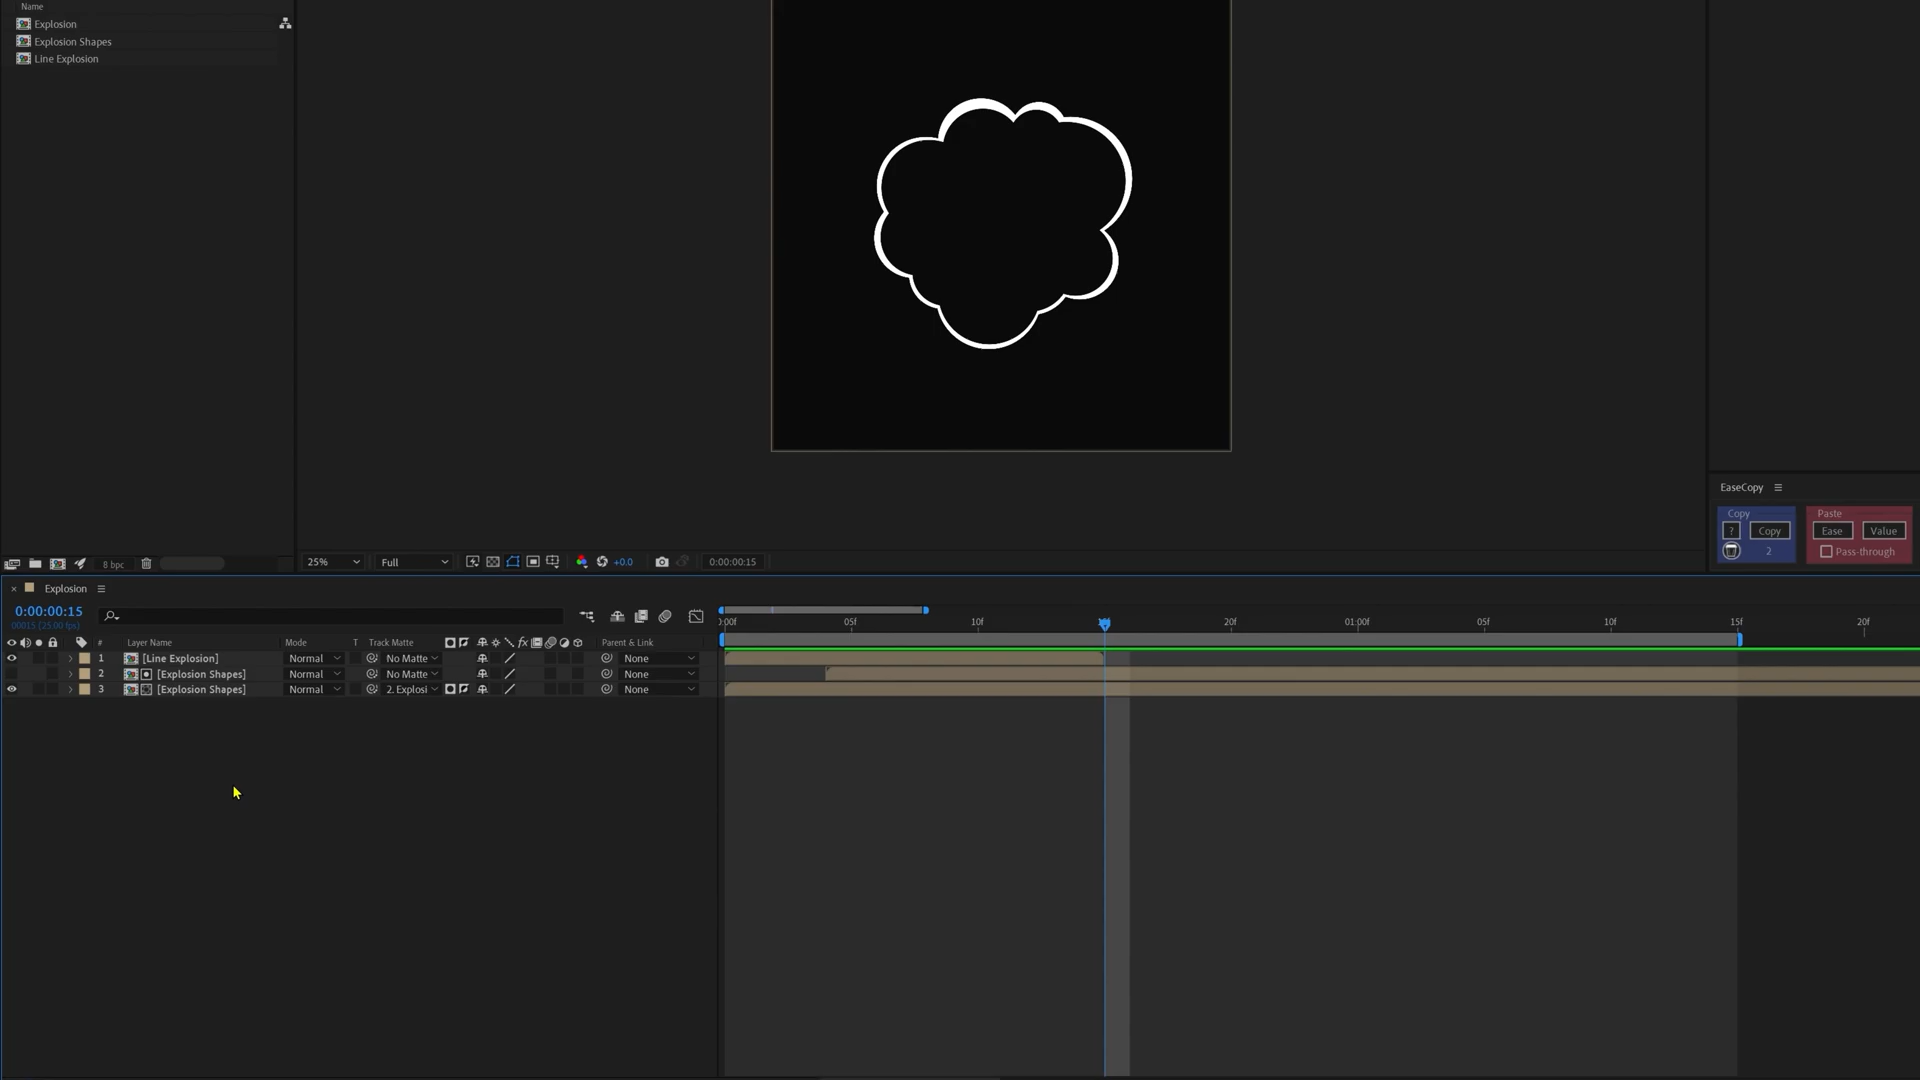 Name
Explosion
Explosion Shapes
Line Explosion
EaseCopy
Copy
Paste
? Copy
Ease Value
2
Pass-through
8 bpc
25% Full +0.0 0:00:00:15
Explosion
0:00:00:15
00015 (25.00 fps)
:00f 05f 10f 20f 01:00f 05f 10f 15f 20f
# Layer Name Mode T Track Matte fx Parent & Link
1 [Line Explosion] Normal No Matte None
2 [Explosion Shapes] Normal No Matte None
3 [Explosion Shapes] Normal 2. Explosi None